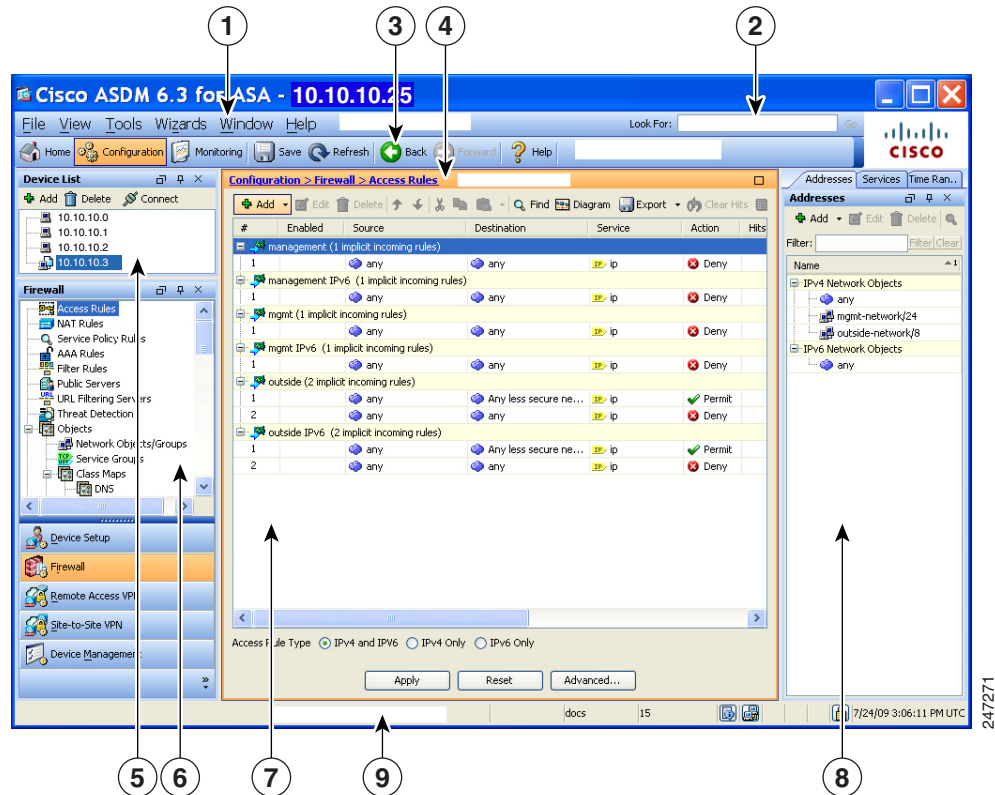 1 3 4 2
Cisco ASDM 6.3 for ASA - 10.10.10.25
File View Tools Wizards Window Help Look For: Go
Home Configuration Monitoring Save Refresh Back Forward Help
CISCO
Device List
Add Delete Connect
10.10.10.0
10.10.10.1
10.10.10.2
10.10.10.3
Firewall
Access Rules
NAT Rules
Service Policy Rules
AAA Rules
Filter Rules
Public Servers
URL Filtering Servers
Threat Detection
Objects
Network Objects/Groups
Service Groups
Class Maps
DNS
Device Setup
Firewall
Remote Access VPN
Site-to-Site VPN
Device Management
Configuration > Firewall > Access Rules
Add Edit Delete Find Diagram Export Clear Hits
# Enabled Source Destination Service Action Hits
management (1 implicit incoming rules)
1 any any IP ip Deny
management IPv6 (1 implicit incoming rules)
1 any any IP ip Deny
mgmt (1 implicit incoming rules)
1 any any IP ip Deny
mgmt IPv6 (1 implicit incoming rules)
1 any any IP ip Deny
outside (2 implicit incoming rules)
1 any Any less secure ne... IP ip Permit
2 any any IP ip Deny
outside IPv6 (2 implicit incoming rules)
1 any Any less secure ne... IP ip Permit
2 any any IP ip Deny
Access Rule Type IPv4 and IPV6 IPv4 Only IPv6 Only
Apply Reset Advanced...
Addresses Services Time Ran..
Addresses
Add Edit Delete
Filter: Filter Clear
Name 1
IPv4 Network Objects
any
mgmt-network/24
outside-network/8
IPv6 Network Objects
any
docs 15 7/24/09 3:06:11 PM UTC
247271
5 6 7 9 8